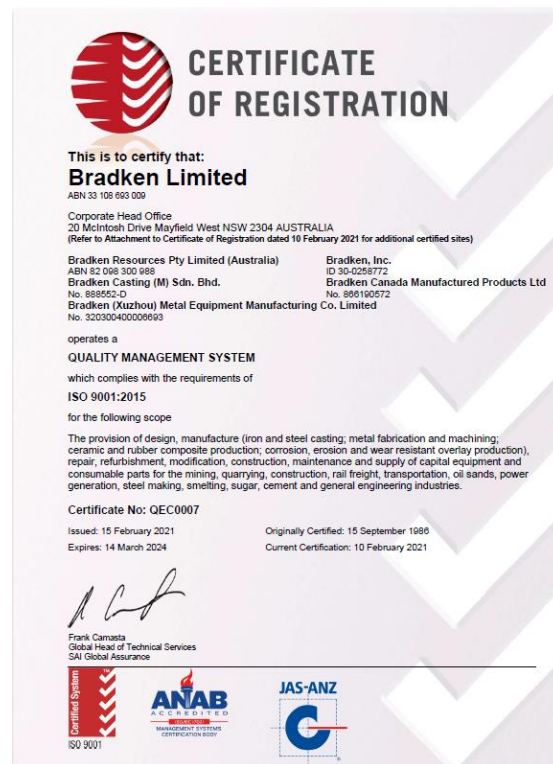 CERTIFICATE
OF REGISTRATION
This is to certify that:
Bradken Limited
ABN 33 108 693 009
Corporate Head Office
20 McIntosh Drive Mayfield West NSW 2304 AUSTRALIA
(Refer to Attachment to Certificate of Registration dated 10 February 2021 for additional certified sites)
Bradken Resources Pty Limited (Australia)
ABN 82 098 300 988
Bradken, Inc.
ID 30-0258772
Bradken Casting (M) Sdn. Bhd.
No. 888552-D
Bradken Canada Manufactured Products Ltd
No. 866190572
Bradken (Xuzhou) Metal Equipment Manufacturing Co. Limited
No. 320300400006693
operates a
QUALITY MANAGEMENT SYSTEM
which complies with the requirements of
ISO 9001:2015
for the following scope
The provision of design, manufacture (iron and steel casting; metal fabrication and machining;
ceramic and rubber composite production; corrosion, erosion and wear resistant overlay production),
repair, refurbishment, modification, construction, maintenance and supply of capital equipment and
consumable parts for the mining, quarrying, construction, rail freight, transportation, oil sands, power
generation, steel making, smelting, sugar, cement and general engineering industries.
Certificate No: QEC0007
Issued: 15 February 2021
Originally Certified: 15 September 1986
Expires: 14 March 2024
Current Certification: 10 February 2021
Frank Camasta
Global Head of Technical Services
SAI Global Assurance
Certified System
TM
ISO 9001
ANAB
ACCREDITED
MANAGEMENT SYSTEMS
CERTIFICATION BODY
JAS-ANZ